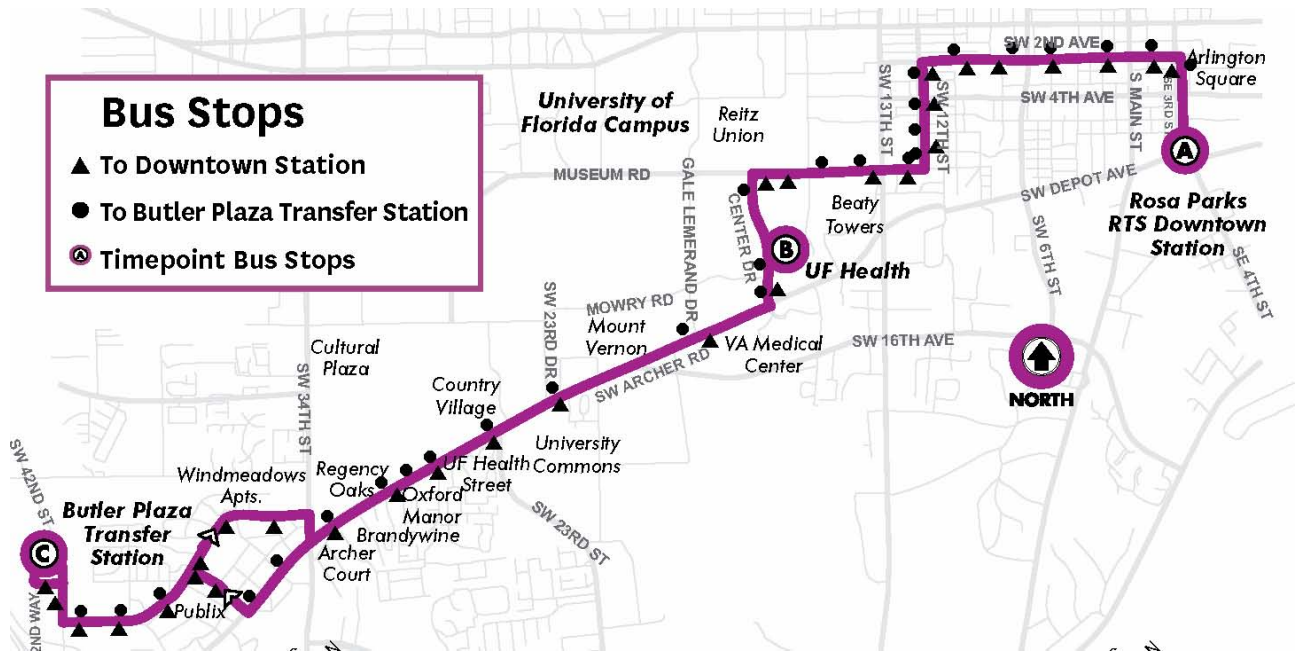 Bus Stops
▲ To Downtown Station
● To Butler Plaza Transfer Station
Ⓐ Timepoint Bus Stops
SW 2ND AVE
Arlington
Square
University of
Florida Campus
Reitz
Union
SW 13TH ST
SW 12TH ST
SW 4TH AVE
S MAIN ST
A
MUSEUM RD
GALE LEMERAND DR
CENTER DR
Beaty
Towers
SW DEPOT AVE
Rosa Parks
RTS Downtown
Station
B
UF Health
SW 6TH ST
SE 4TH ST
MOWRY RD
Mount
Vernon
SW 23RD DR
VA Medical
Center
SW ARCHER RD
SW 16TH AVE
NORTH
Cultural
Plaza
SW 34TH ST
Country
Village
University
Commons
UF Health
Street
Regency
Oaks
Oxford
Manor
Brandywine
Archer
Court
SW 23RD ST
Windmeadows
Apts.
SW 42ND ST
Butler Plaza
Transfer
Station
C
Publix